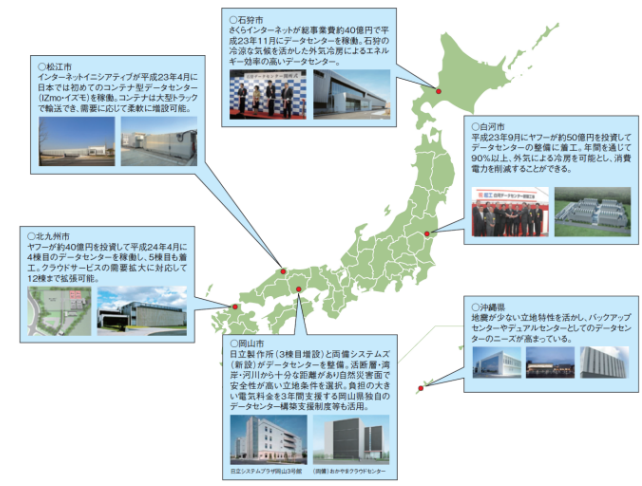 ○石狩市
さくらインターネットが総事業費約40億円で平
成23年11月にデータセンターを稼働。石狩の
冷涼な気候を活かした外気冷房によるエネル
ギー効率の高いデータセンター。
○松江市
インターネットイニシアティブが平成23年4月に
日本では初めてのコンテナ型データセンター
(IZmo・イズモ)を稼働。コンテナは大型トラック
で輸送でき、需要に応じて柔軟に増設可能。
○白河市
平成23年9月にヤフーが約50億円を投資して
データセンターの整備に着工。年間を通じて
90%以上、外気による冷房を可能とし、消費
電力を削減することができる。
○北九州市
ヤフーが約40億円を投資して平成24年4月に
4棟目のデータセンターを稼働し、5棟目も着
工。クラウドサービスの需要拡大に対応して
12棟まで拡張可能。
○沖縄県
地震が少ない立地特性を活かし、バックアップ
センターやデュアルセンターとしてのデータセン
ターのニーズが高まっている。
○岡山市
日立製作所(3棟目増設)と両備システムズ
(新設)がデータセンターを整備。活断層・湾
岸・河川から十分な距離があり自然災害面で
安全性が高い立地条件を選択。負担の大き
い電気料金を3年間支援する岡山県独自の
データセンター構築支援制度等も活用。
日立システムプラザ岡山3号館
(両備)おかやまクラウドセンター